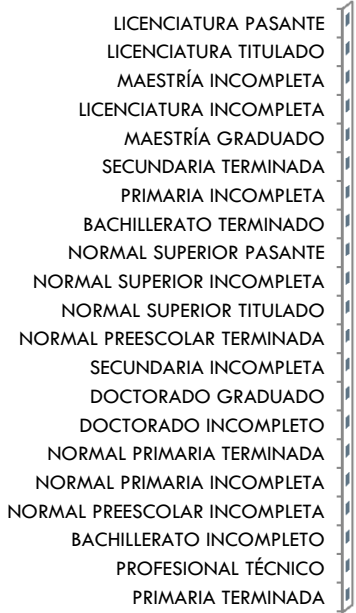 LICENCIATURA PASANTE
LICENCIATURA TITULADO
MAESTRÍA INCOMPLETA
LICENCIATURA INCOMPLETA
MAESTRÍA GRADUADO
SECUNDARIA TERMINADA
PRIMARIA INCOMPLETA
BACHILLERATO TERMINADO
NORMAL SUPERIOR PASANTE
NORMAL SUPERIOR INCOMPLETA
NORMAL SUPERIOR TITULADO
NORMAL PREESCOLAR TERMINADA
SECUNDARIA INCOMPLETA
DOCTORADO GRADUADO
DOCTORADO INCOMPLETO
NORMAL PRIMARIA TERMINADA
NORMAL PRIMARIA INCOMPLETA
NORMAL PREESCOLAR INCOMPLETA
BACHILLERATO INCOMPLETO
PROFESIONAL TÉCNICO
PRIMARIA TERMINADA